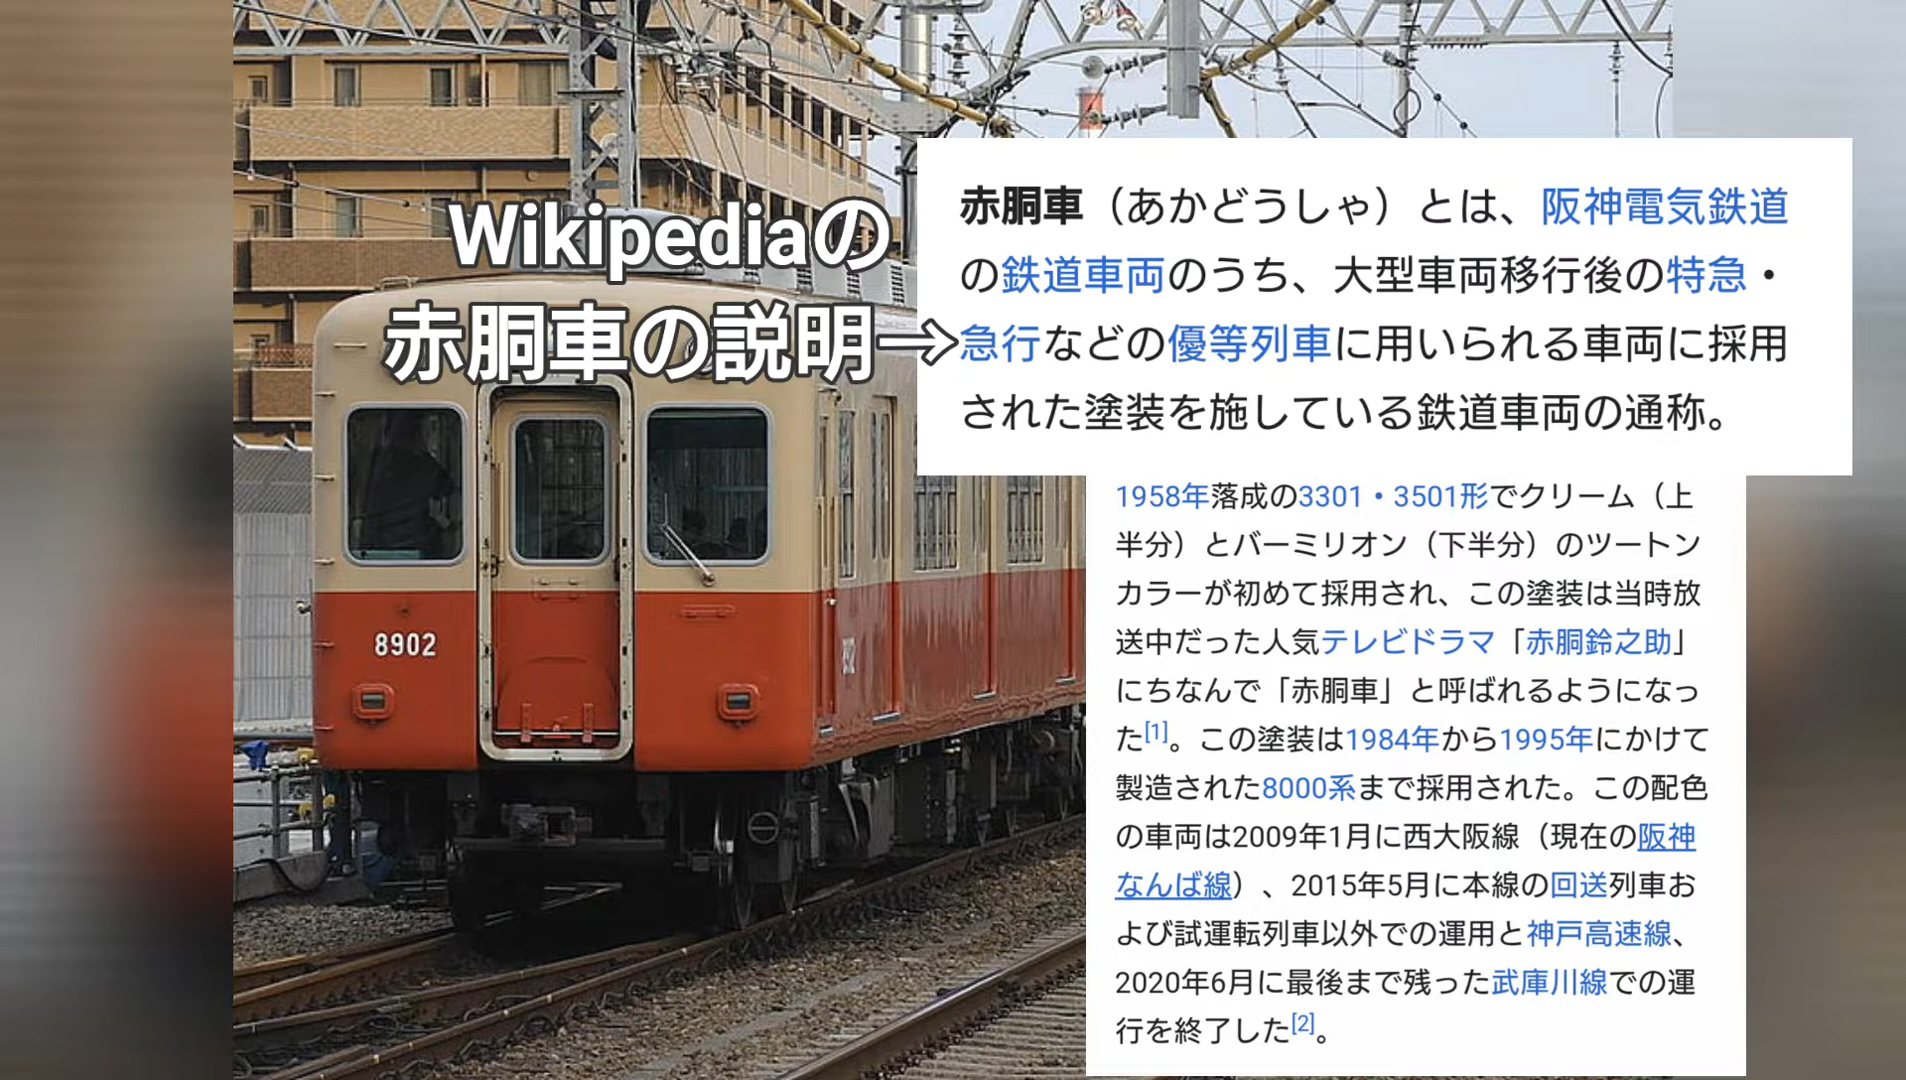 Wikipediaの
赤胴車の説明→
赤胴車（あかどうしゃ）とは、阪神電気鉄道
の鉄道車両のうち、大型車両移行後の特急・
急行などの優等列車に用いられる車両に採用
された塗装を施している鉄道車両の通称。
1958年落成の3301・3501形でクリーム（上
半分）とバーミリオン（下半分）のツートン
カラーが初めて採用され、この塗装は当時放
送中だった人気テレビドラマ「赤胴鈴之助」
にちなんで「赤胴車」と呼ばれるようになっ
た[1]。この塗装は1984年から1995年にかけて
製造された8000系まで採用された。この配色
の車両は2009年1月に西大阪線（現在の阪神
なんば線）、2015年5月に本線の回送列車お
よび試運転列車以外での運用と神戸高速線、
2020年6月に最後まで残った武庫川線での運
行を終了した[2]。
8902